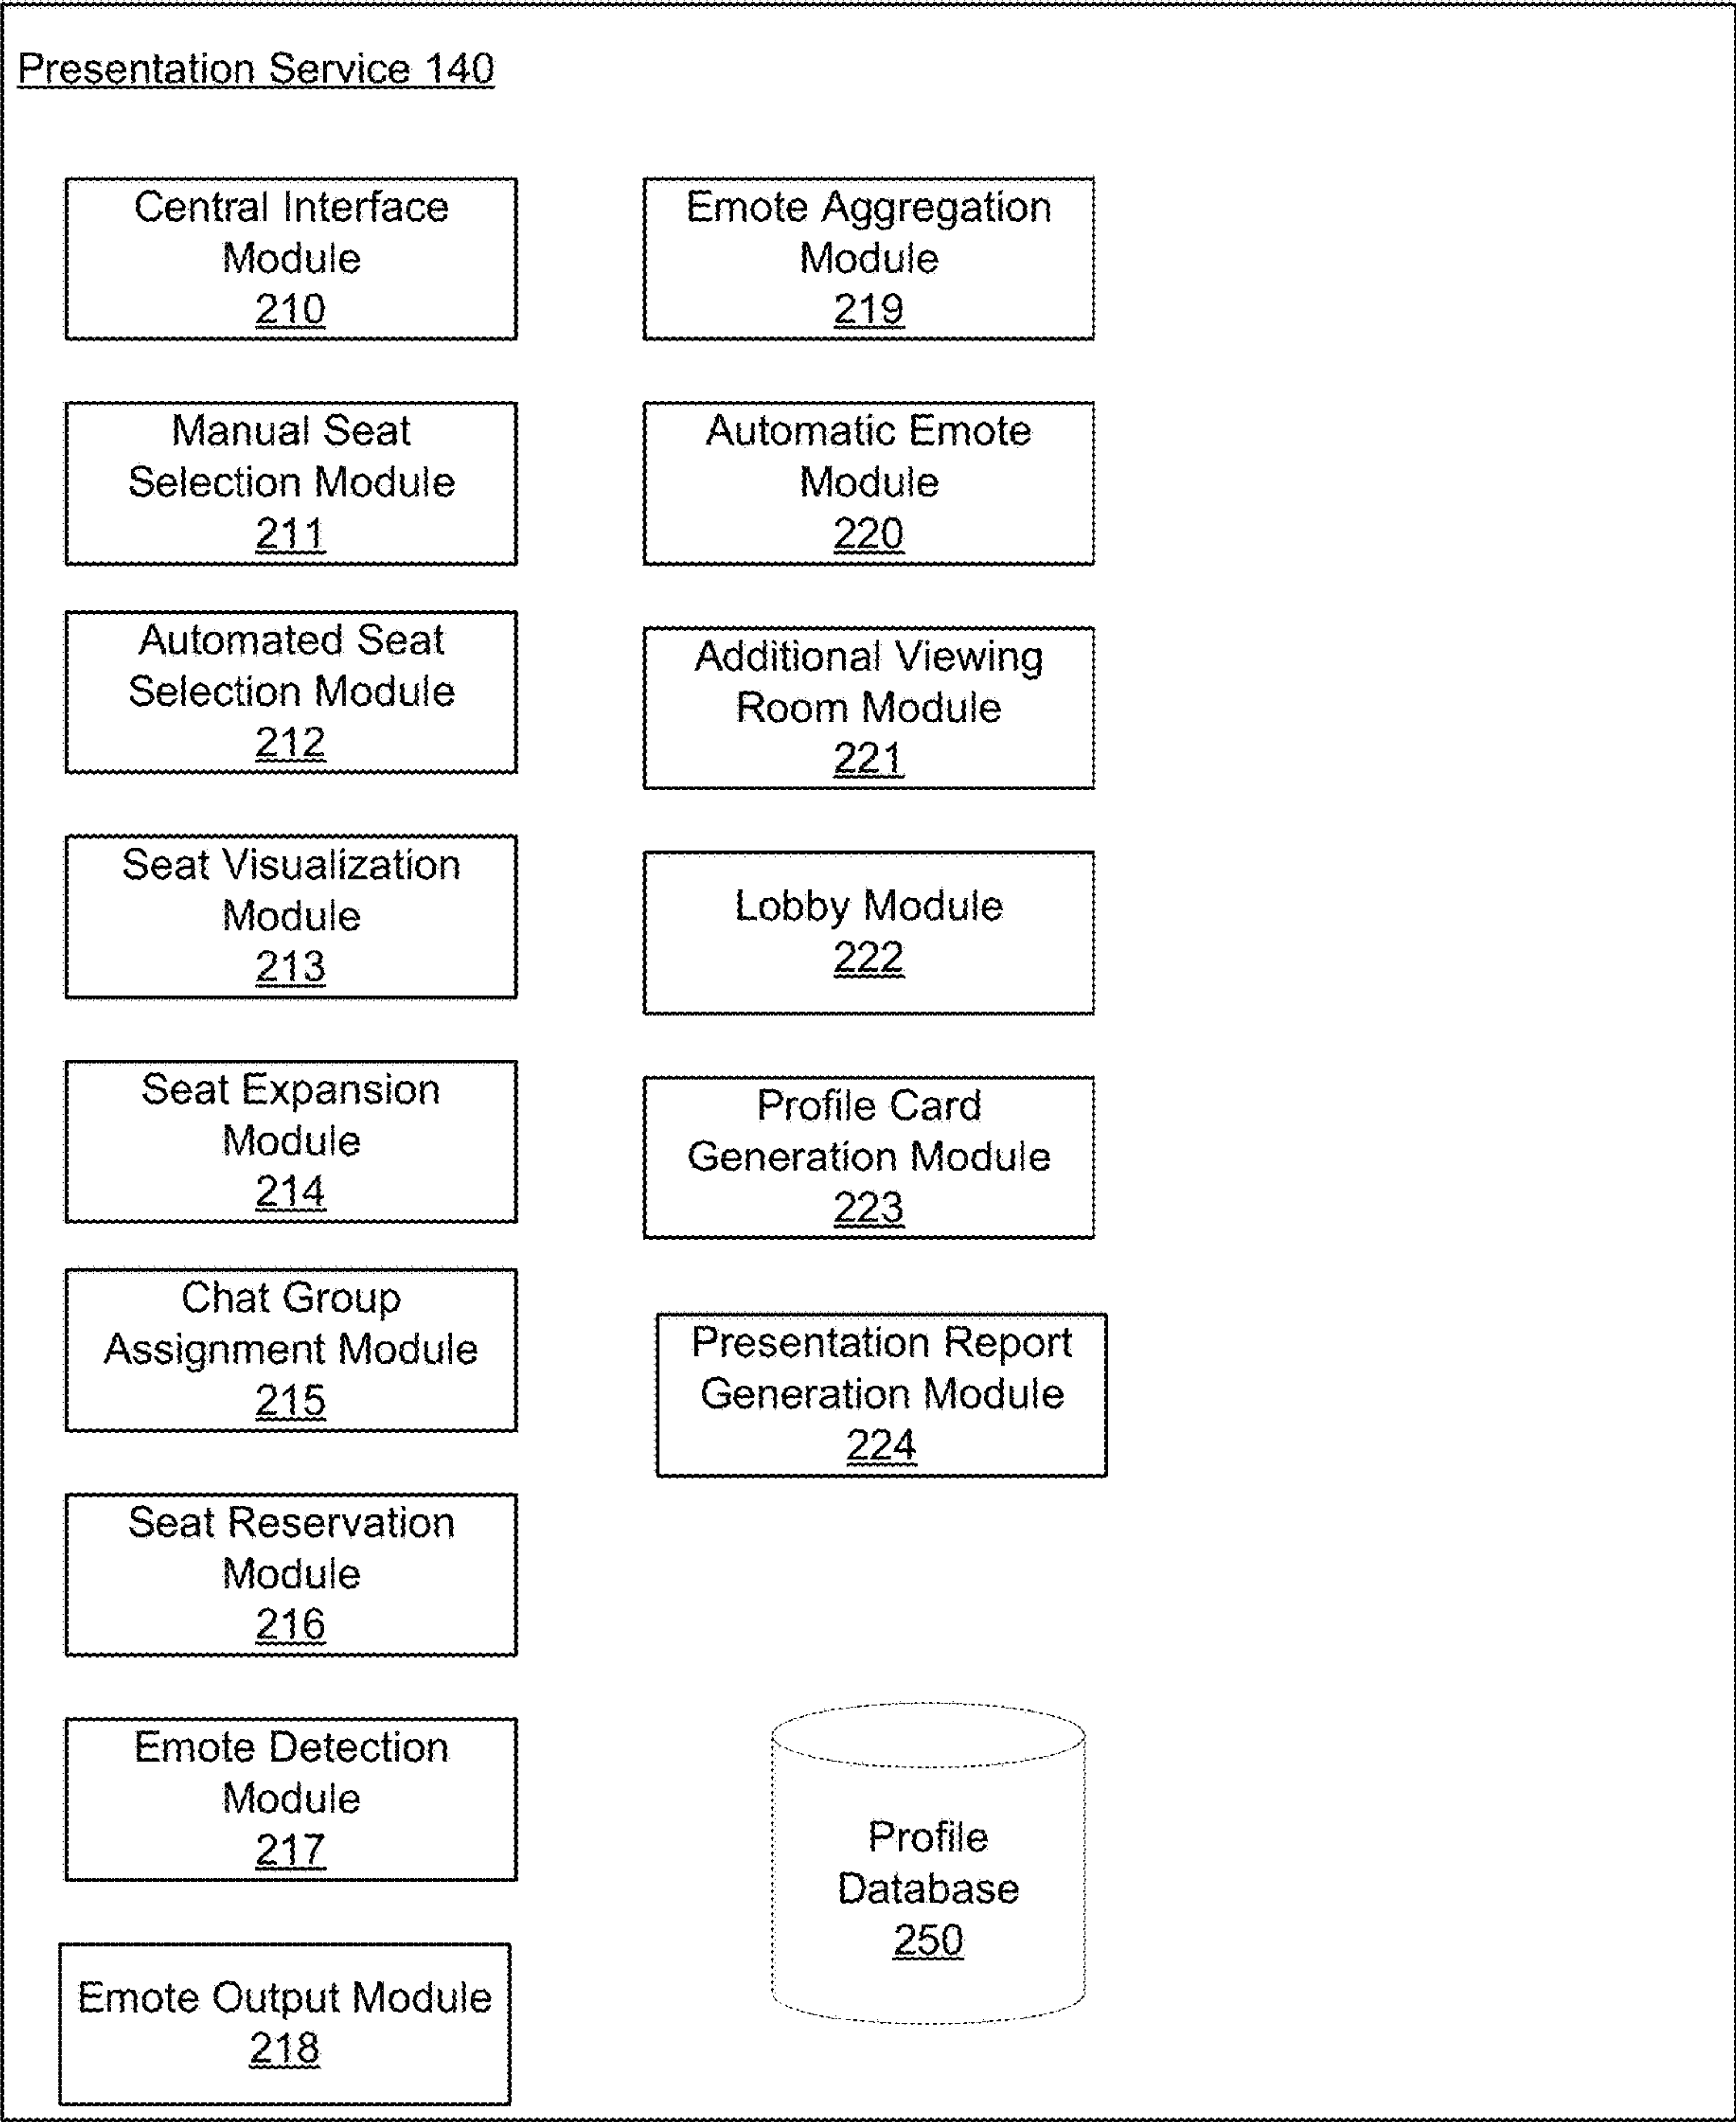 Presentation Service 140
Central Interface
Module
210
Manual Seat
Selection Module
211
Automated Seat
Selection Module
212
Seat Visualization
Module
213
Seat Expansion
Module
214
Chat Group
Assignment Module
215
Seat Reservation
Module
216
Emote Detection
Module
217
Emote Output Module
218
Emote Aggregation
Module
219
Automatic Emote
Module
220
Additional Viewing
Room Module
221
Lobby Module
222
Profile Card
Generation Module
223
Presentation Report
Generation Module
224
Profile
Database
250